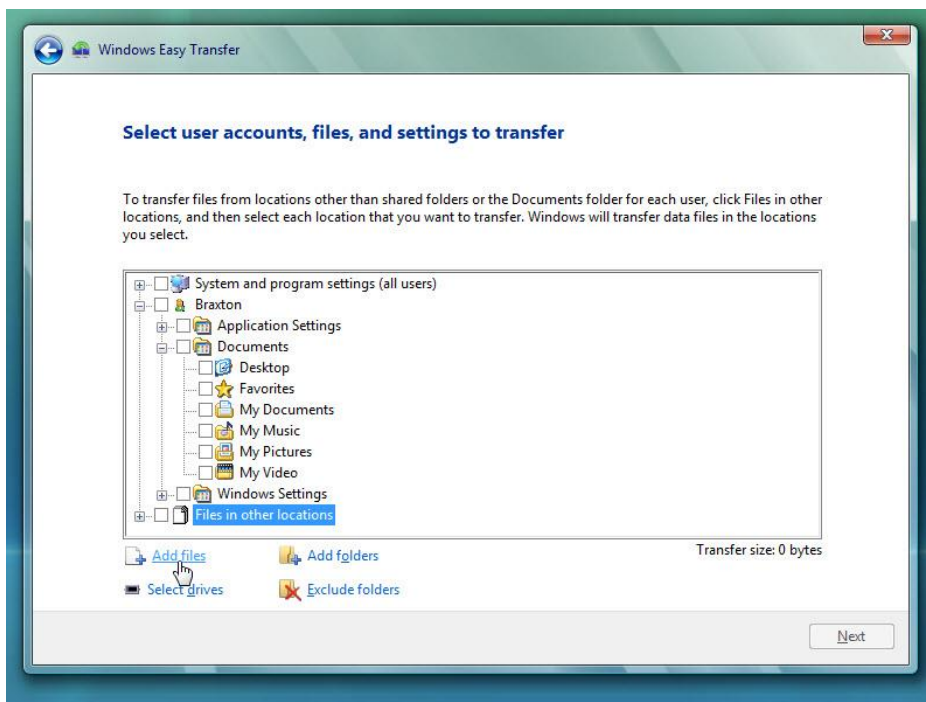 Windows Easy Transfer
Select user accounts, files, and settings to transfer
To transfer files from locations other than shared folders or the Documents folder for each user, click Files in other
locations, and then select each location that you want to transfer. Windows will transfer data files in the locations
you select.
System and program settings (all users)
Braxton
Application Settings
Documents
Desktop
Favorites
My Documents
My Music
My Pictures
My Video
Windows Settings
Files in other locations
Add files
Add folders
Transfer size: 0 bytes
Select drives
Exclude folders
Next